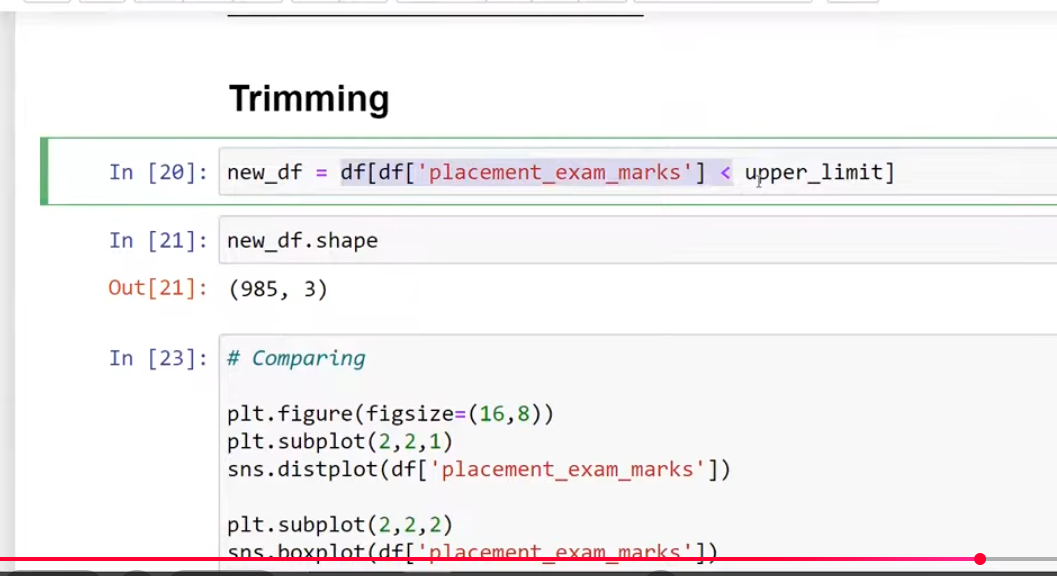 Trimming
In [20]: new_df = df[df['placement_exam_marks'] < upper_limit]
In [21]: new_df.shape
Out[21]: (985, 3)
In [23]: # Comparing
plt.figure(figsize=(16,8))
plt.subplot(2,2,1)
sns.distplot(df['placement_exam_marks'])
plt.subplot(2,2,2)
sns.boxplot(df['placement_exam_marks'])